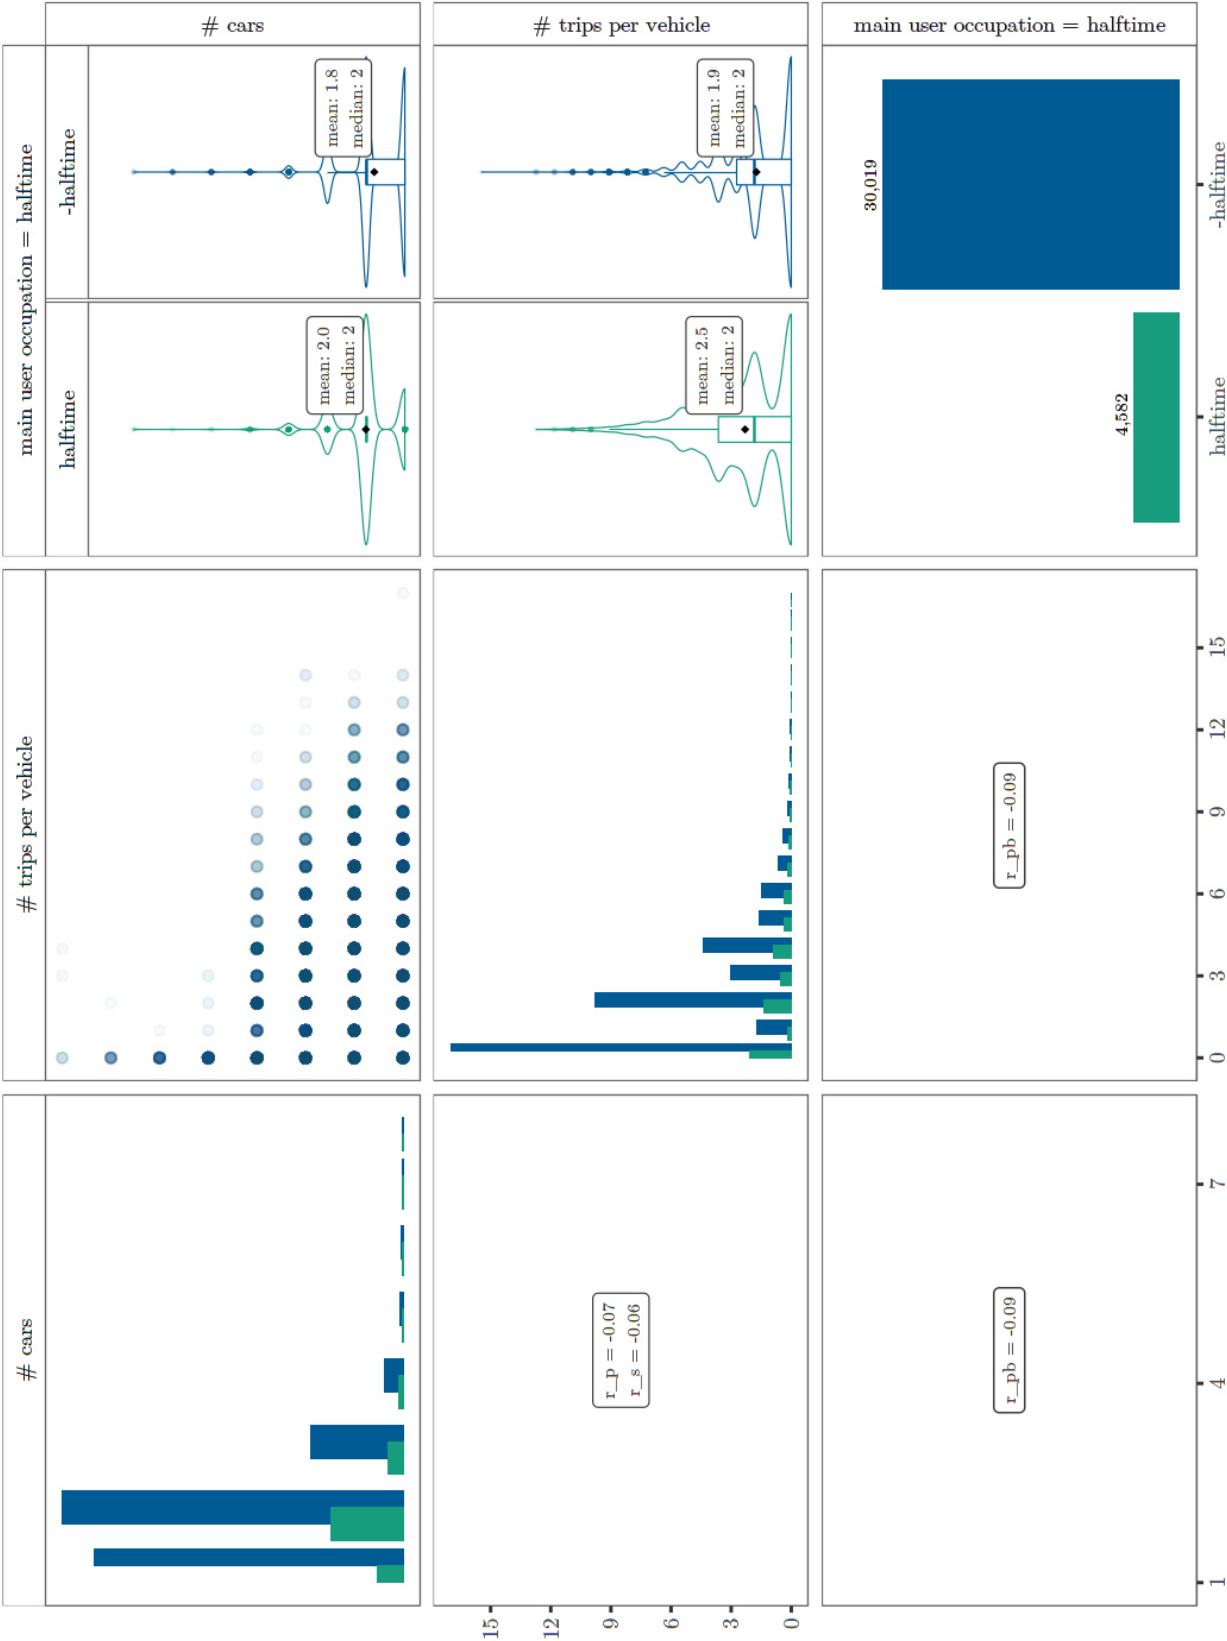 # cars
# trips per vehicle
main user occupation = halftime
halftime
-halftime
# cars
mean: 2.0
median: 2
mean: 1.8
median: 2
r_p = -0.07
r_s = -0.06
mean: 2.5
median: 2
mean: 1.9
median: 2
# trips per vehicle
15
12
9
6
3
0
r_pb = -0.09
r_pb = -0.09
4,582
30,019
main user occupation = halftime
1
4
7
0
3
6
9
12
15
halftime
-halftime